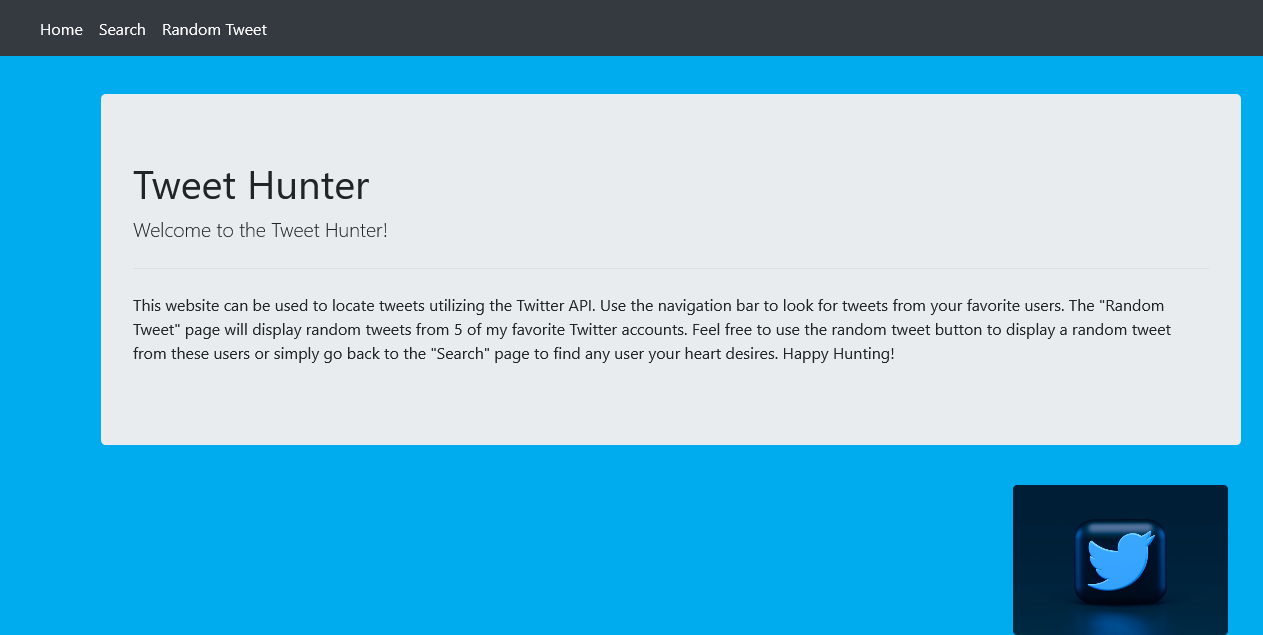 Home Search Random Tweet
Tweet Hunter
Welcome to the Tweet Hunter!
This website can be used to locate tweets utilizing the Twitter API. Use the navigation bar to look for tweets from your favorite users. The "Random
Tweet" page will display random tweets from 5 of my favorite Twitter accounts. Feel free to use the random tweet button to display a random tweet
from these users or simply go back to the "Search" page to find any user your heart desires. Happy Hunting!